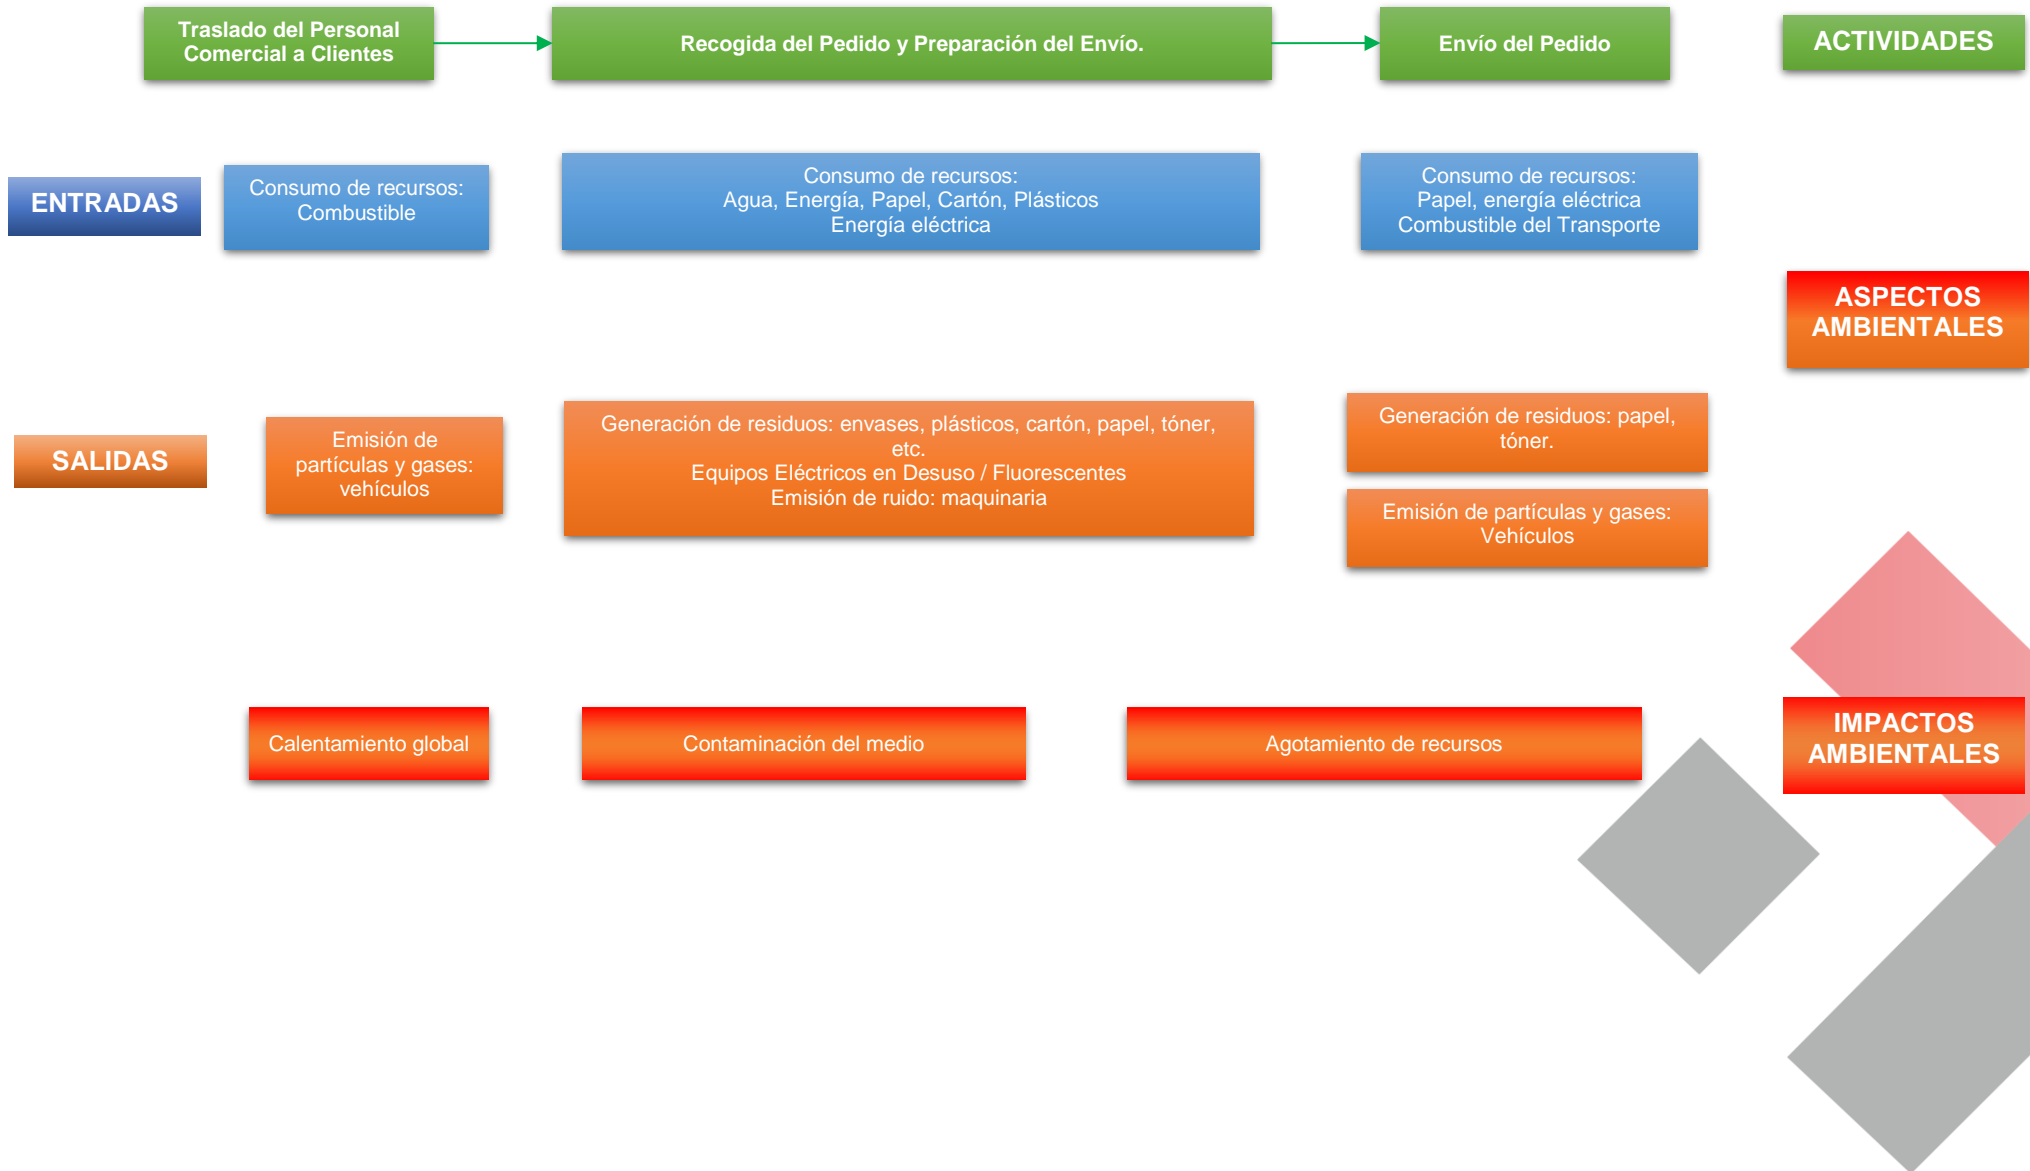 Traslado del Personal
Comercial a Clientes
Recogida del Pedido y Preparación del Envío.
Envío del Pedido
ACTIVIDADES
ENTRADAS
Consumo de recursos:
Combustible
Consumo de recursos:
Agua, Energía, Papel, Cartón, Plásticos
Energía eléctrica
Consumo de recursos:
Papel, energía eléctrica
Combustible del Transporte
ASPECTOS
AMBIENTALES
SALIDAS
Emisión de
partículas y gases:
vehículos
Generación de residuos: envases, plásticos, cartón, papel, tóner,
etc.
Equipos Eléctricos en Desuso / Fluorescentes
Emisión de ruido: maquinaria
Generación de residuos: papel,
tóner.
Emisión de partículas y gases:
Vehículos
Calentamiento global
Contaminación del medio
Agotamiento de recursos
IMPACTOS
AMBIENTALES